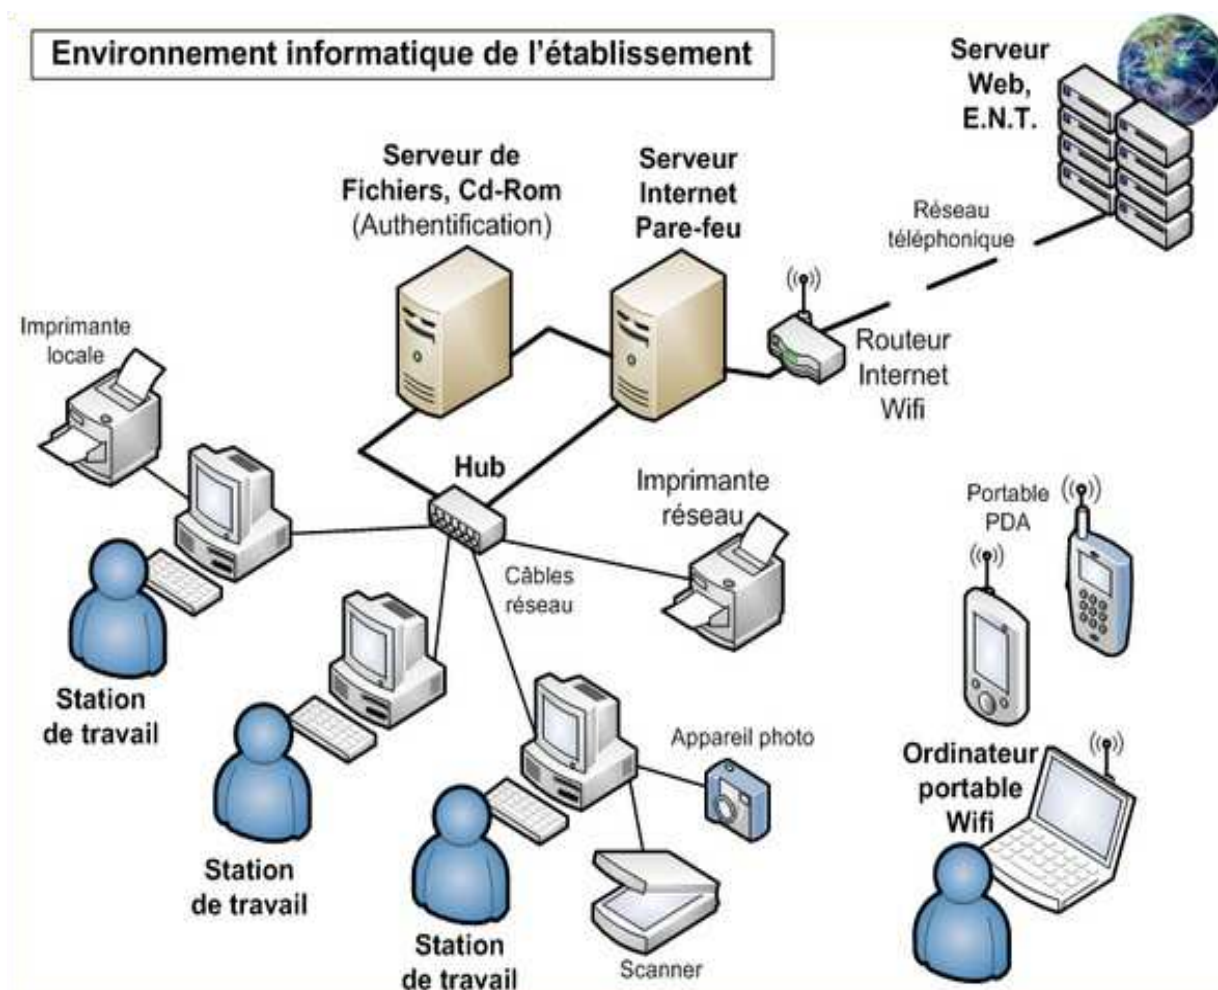 Environnement informatique de l'établissement
Serveur
Web,
E.N.T.
Serveur de
Fichiers, Cd-Rom
(Authentification)
Serveur
Internet
Pare-feu
Réseau
téléphonique
Imprimante
locale
Routeur
Internet
Wifi
Hub
Imprimante
réseau
Portable
PDA
Câbles
réseau
Station
de travail
Appareil photo
Ordinateur
portable
Wifi
Station
de travail
Station
de travail
Scanner